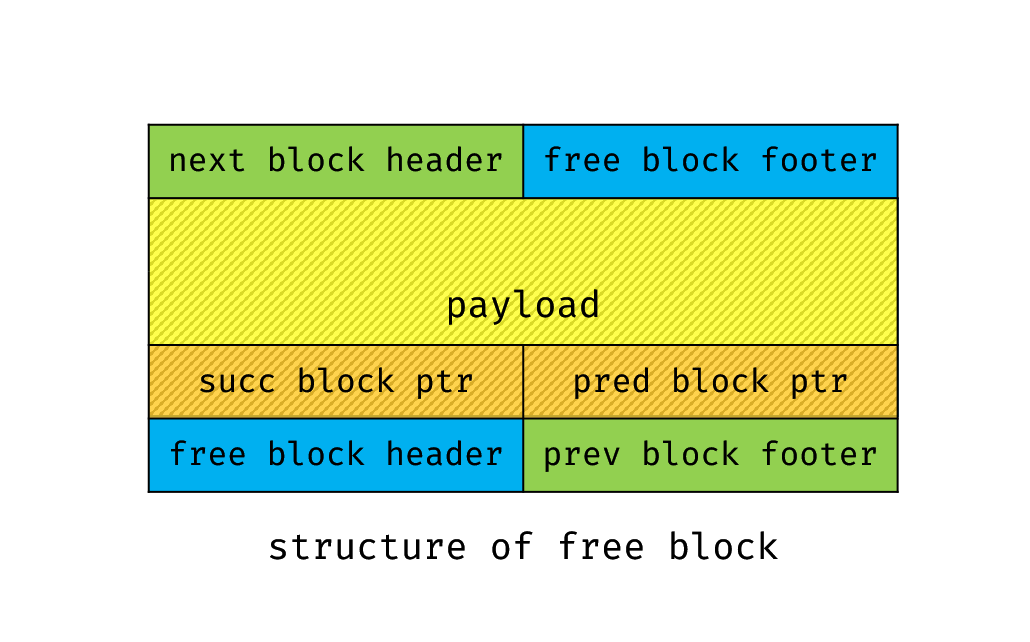 next block header free block footer
payload
succ block ptr pred block ptr
free block header prev block footer
structure of free block